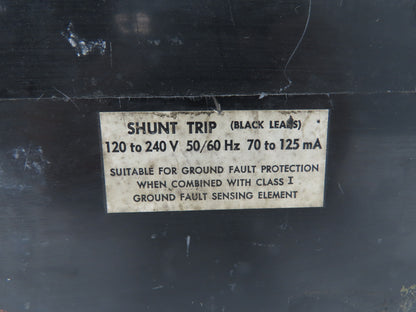 SHUNT TRIP (BLACK LEADS)
120 to 240 V 50/60 Hz 70 to 125 mA
SUITABLE FOR GROUND FAULT PROTECTION
WHEN COMBINED WITH CLASS I
GROUND FAULT SENSING ELEMENT